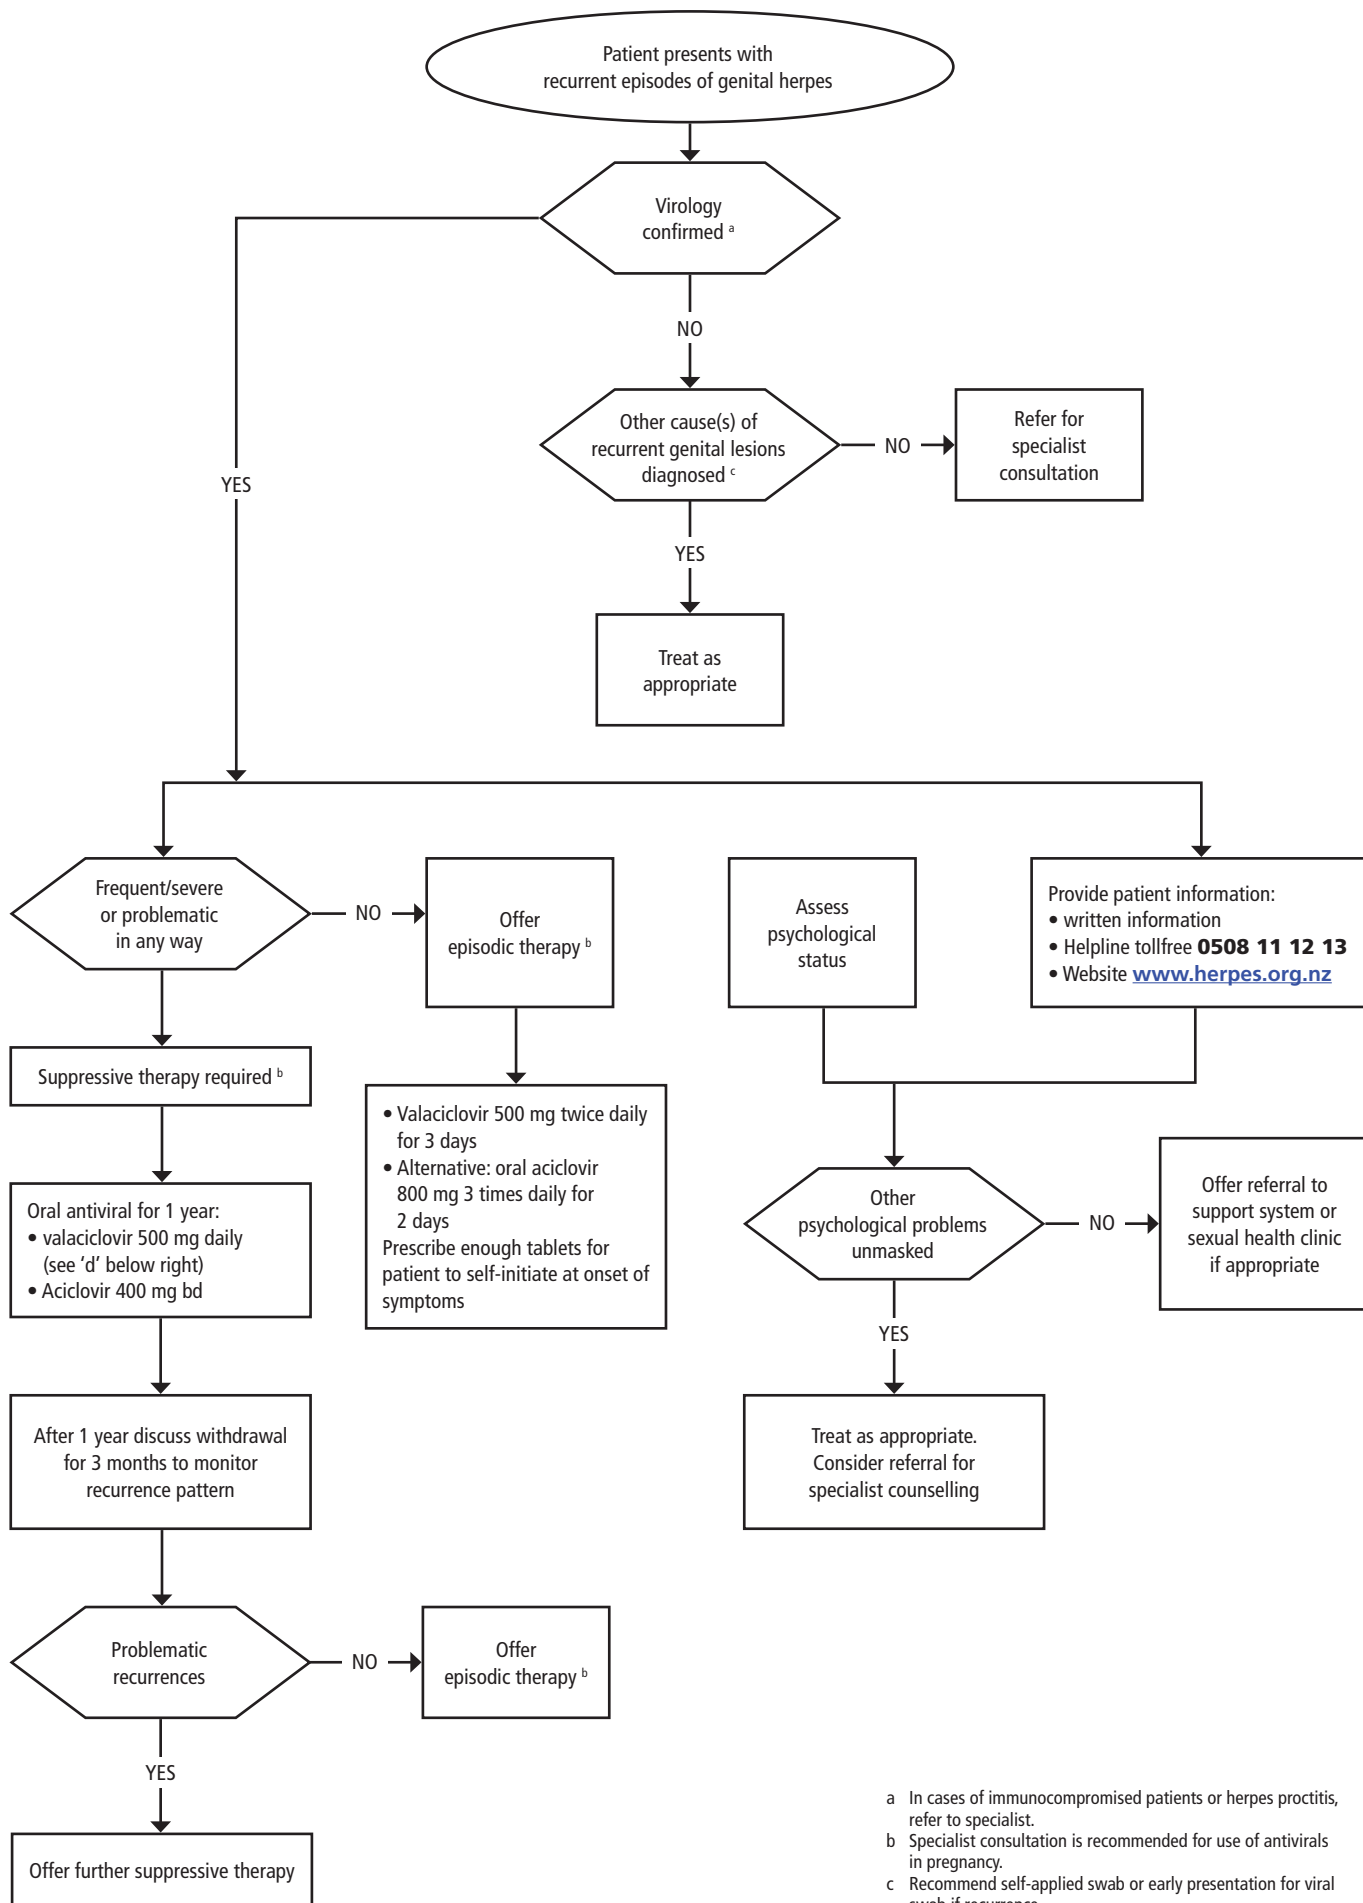 Patient presents with
recurrent episodes of genital herpes
Virology
confirmed a
NO
YES
Other cause(s) of
recurrent genital lesions
diagnosed c
NO
Refer for
specialist
consultation
YES
Treat as
appropriate
Frequent/severe
or problematic
in any way
NO
Offer
episodic therapy b
Assess
psychological
status
Provide patient information:
• written information
• Helpline tollfree 0508 11 12 13
• Website www.herpes.org.nz
Suppressive therapy required b
• Valaciclovir 500 mg twice daily
for 3 days
• Alternative: oral aciclovir
800 mg 3 times daily for
2 days
Prescribe enough tablets for
patient to self-initiate at onset of
symptoms
Oral antiviral for 1 year:
• valaciclovir 500 mg daily
(see ‘d’ below right)
• Aciclovir 400 mg bd
Other
psychological problems
unmasked
NO
Offer referral to
support system or
sexual health clinic
if appropriate
YES
After 1 year discuss withdrawal
for 3 months to monitor
recurrence pattern
Treat as appropriate.
Consider referral for
specialist counselling
Problematic
recurrences
NO
Offer
episodic therapy b
YES
Offer further suppressive therapy
a In cases of immunocompromised patients or herpes proctitis,
refer to specialist.
b Specialist consultation is recommended for use of antivirals
in pregnancy.
c Recommend self-applied swab or early presentation for viral
swab if recurrence